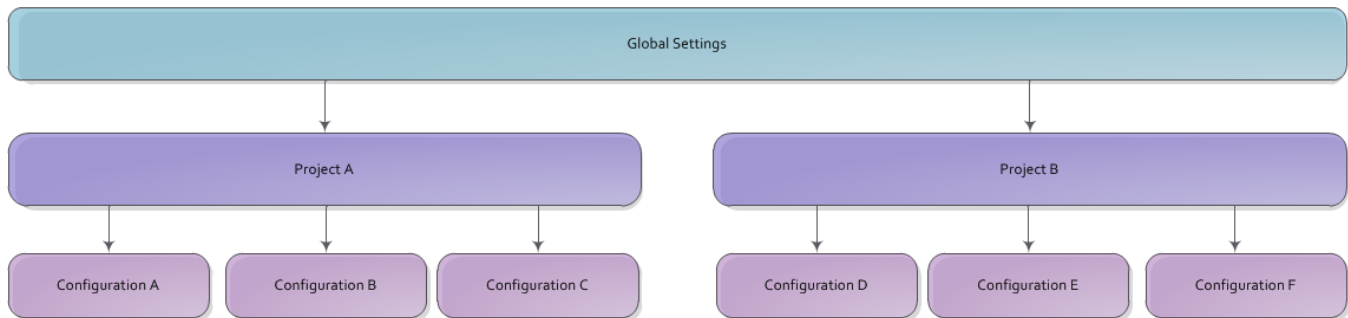 Global Settings
Project A
Project B
Configuration A
Configuration B
Configuration C
Configuration D
Configuration E
Configuration F